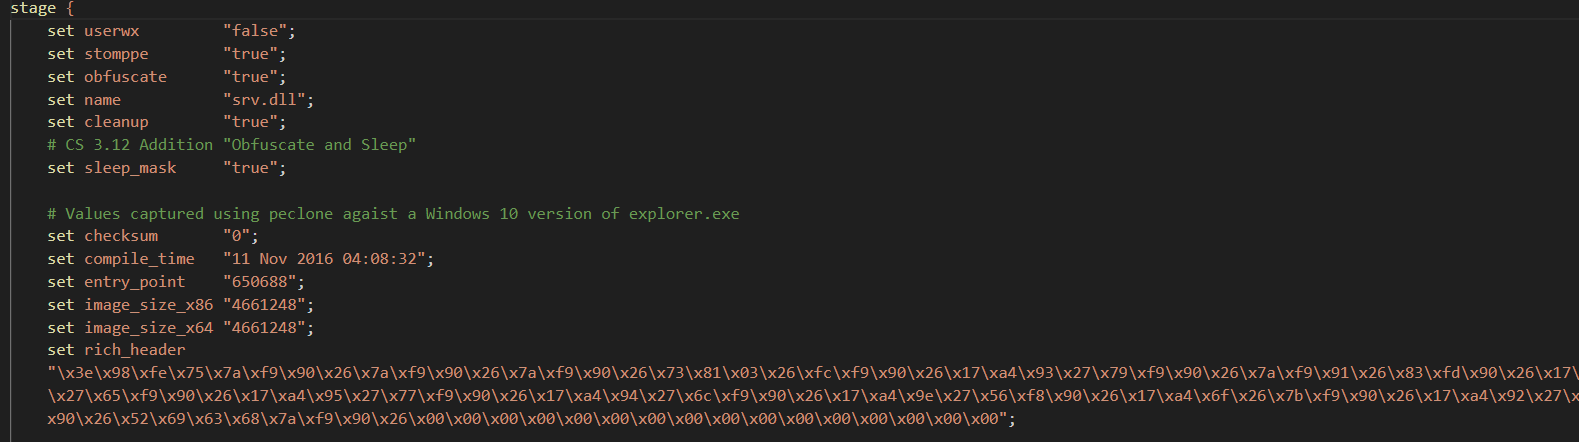 stage {
    set userwx         "false";
    set stomppe        "true";
    set obfuscate      "true";
    set name           "srv.dll";
    set cleanup        "true";
    # CS 3.12 Addition "Obfuscate and Sleep"
    set sleep_mask     "true";

    # Values captured using peclone agaist a Windows 10 version of explorer.exe
    set checksum       "0";
    set compile_time   "11 Nov 2016 04:08:32";
    set entry_point    "650688";
    set image_size_x86 "4661248";
    set image_size_x64 "4661248";
    set rich_header
    "\x3e\x98\xfe\x75\x7a\xf9\x90\x26\x7a\xf9\x90\x26\x7a\xf9\x90\x26\x73\x81\x03\x26\xfc\xf9\x90\x26\x17\xa4\x93\x27\x79\xf9\x90\x26\x7a\xf9\x91\x26\x83\xfd\x90\x26\x17\
    \x27\x65\xf9\x90\x26\x17\xa4\x95\x27\x77\xf9\x90\x26\x17\xa4\x94\x27\x6c\xf9\x90\x26\x17\xa4\x9e\x27\x56\xf8\x90\x26\x17\xa4\x6f\x26\x7b\xf9\x90\x26\x17\xa4\x92\x27\x
    x90\x26\x52\x69\x63\x68\x7a\xf9\x90\x26\x00\x00\x00\x00\x00\x00\x00\x00\x00\x00\x00\x00\x00\x00\x00\x00";